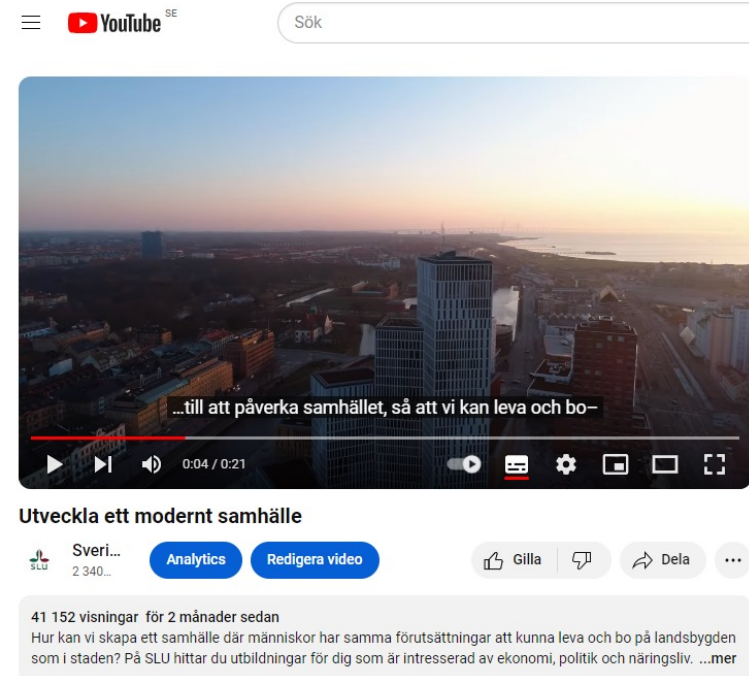 YouTube SE
Sök
...till att påverka samhället, så att vi kan leva och bo–
0:04 / 0:21
Utveckla ett modernt samhälle
SLU
Sveri...
2 340...
Analytics
Redigera video
Gilla
Dela
41 152 visningar för 2 månader sedan
Hur kan vi skapa ett samhälle där människor har samma förutsättningar att kunna leva och bo på landsbygden
som i staden? På SLU hittar du utbildningar för dig som är intresserad av ekonomi, politik och näringsliv. ...mer